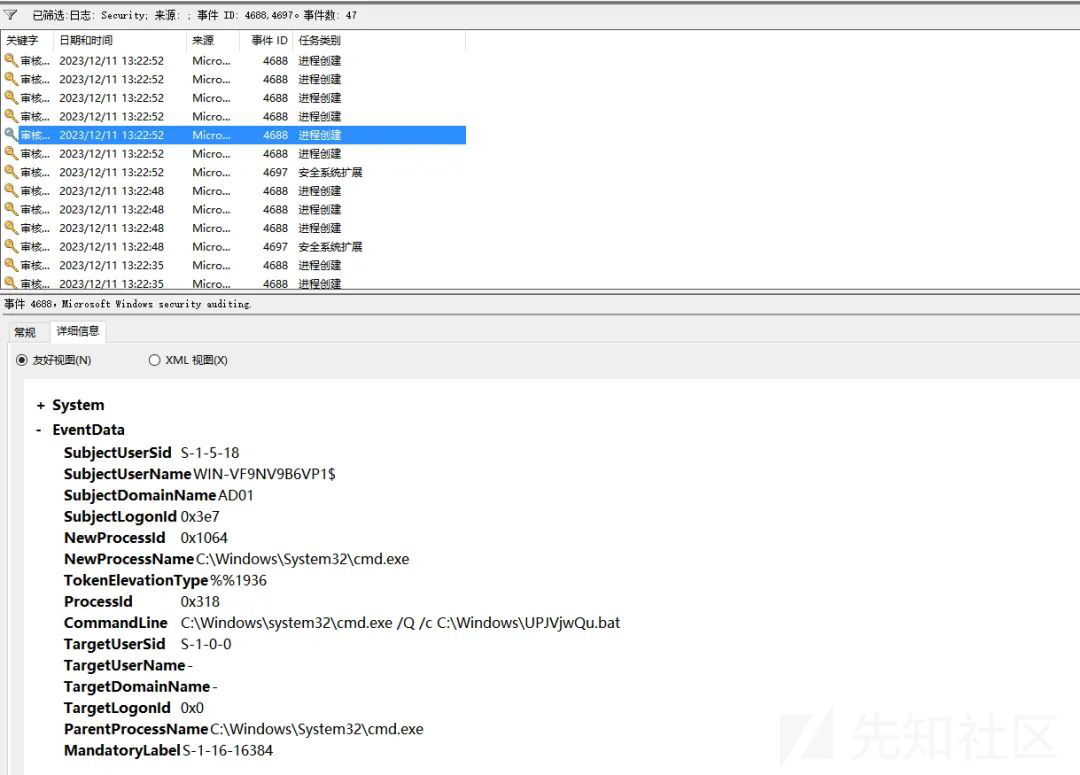 已筛选:日志: Security; 来源: ; 事件 ID: 4688,4697。事件数: 47
关键字 日期和时间 来源 事件 ID 任务类别
审核... 2023/12/11 13:22:52 Micro... 4688 进程创建
审核... 2023/12/11 13:22:52 Micro... 4688 进程创建
审核... 2023/12/11 13:22:52 Micro... 4688 进程创建
审核... 2023/12/11 13:22:52 Micro... 4688 进程创建
审核... 2023/12/11 13:22:52 Micro... 4688 进程创建
审核... 2023/12/11 13:22:52 Micro... 4688 进程创建
审核... 2023/12/11 13:22:52 Micro... 4697 安全系统扩展
审核... 2023/12/11 13:22:48 Micro... 4688 进程创建
审核... 2023/12/11 13:22:48 Micro... 4688 进程创建
审核... 2023/12/11 13:22:48 Micro... 4688 进程创建
审核... 2023/12/11 13:22:48 Micro... 4697 安全系统扩展
审核... 2023/12/11 13:22:35 Micro... 4688 进程创建
审核... 2023/12/11 13:22:35 Micro... 4688 进程创建
事件 4688，Microsoft Windows security auditing.
常规 详细信息
友好视图(N) XML 视图(X)
+ System
- EventData
SubjectUserSid S-1-5-18
SubjectUserName WIN-VF9NV9B6VP1$
SubjectDomainName AD01
SubjectLogonId 0x3e7
NewProcessId 0x1064
NewProcessName C:\Windows\System32\cmd.exe
TokenElevationType %%1936
ProcessId 0x318
CommandLine C:\Windows\system32\cmd.exe /Q /c C:\Windows\UPJVjwQu.bat
TargetUserSid S-1-0-0
TargetUserName -
TargetDomainName -
TargetLogonId 0x0
ParentProcessName C:\Windows\System32\cmd.exe
MandatoryLabel S-1-16-16384
先知社区